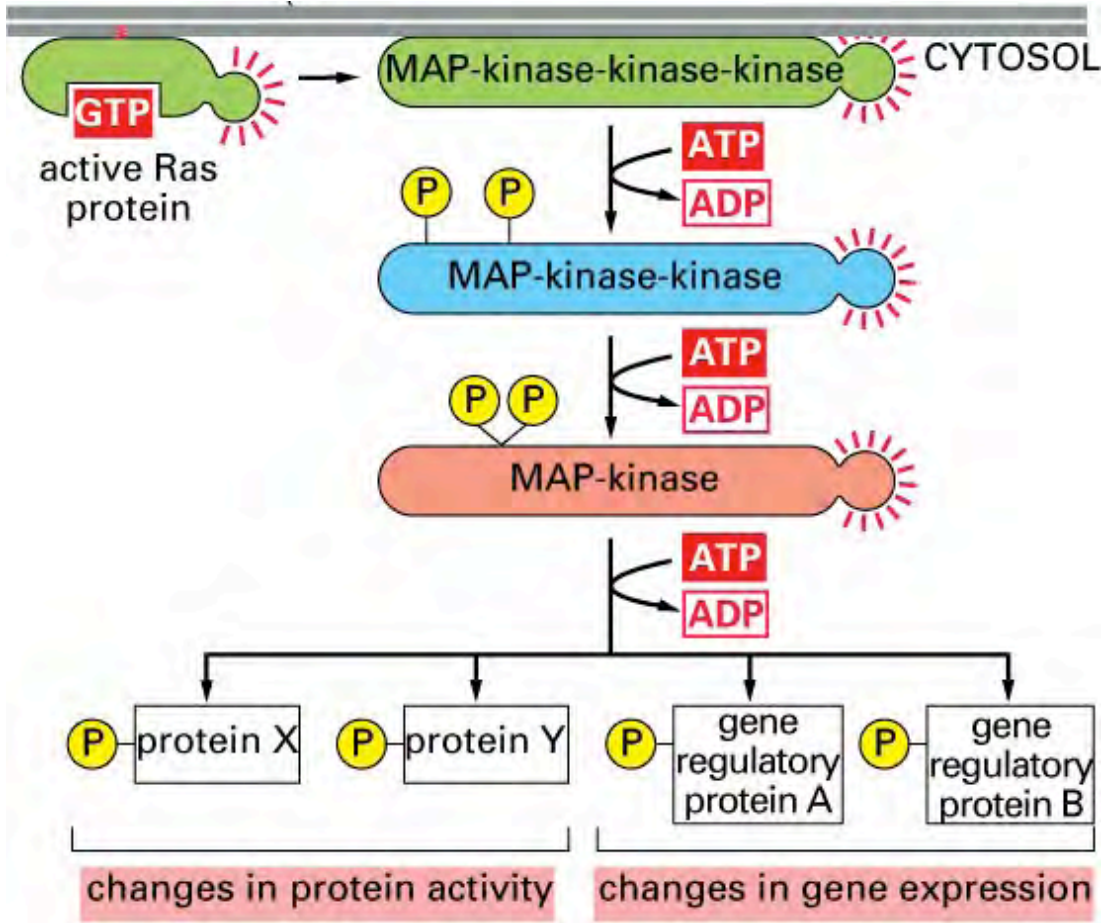 MAP-kinase-kinase-kinase
CYTOSOL
GTP
active Ras
protein
ATP
ADP
P
P
MAP-kinase-kinase
ATP
ADP
P
P
MAP-kinase
ATP
ADP
P
protein X
P
protein Y
P
gene
regulatory
protein A
P
gene
regulatory
protein B
changes in protein activity
changes in gene expression